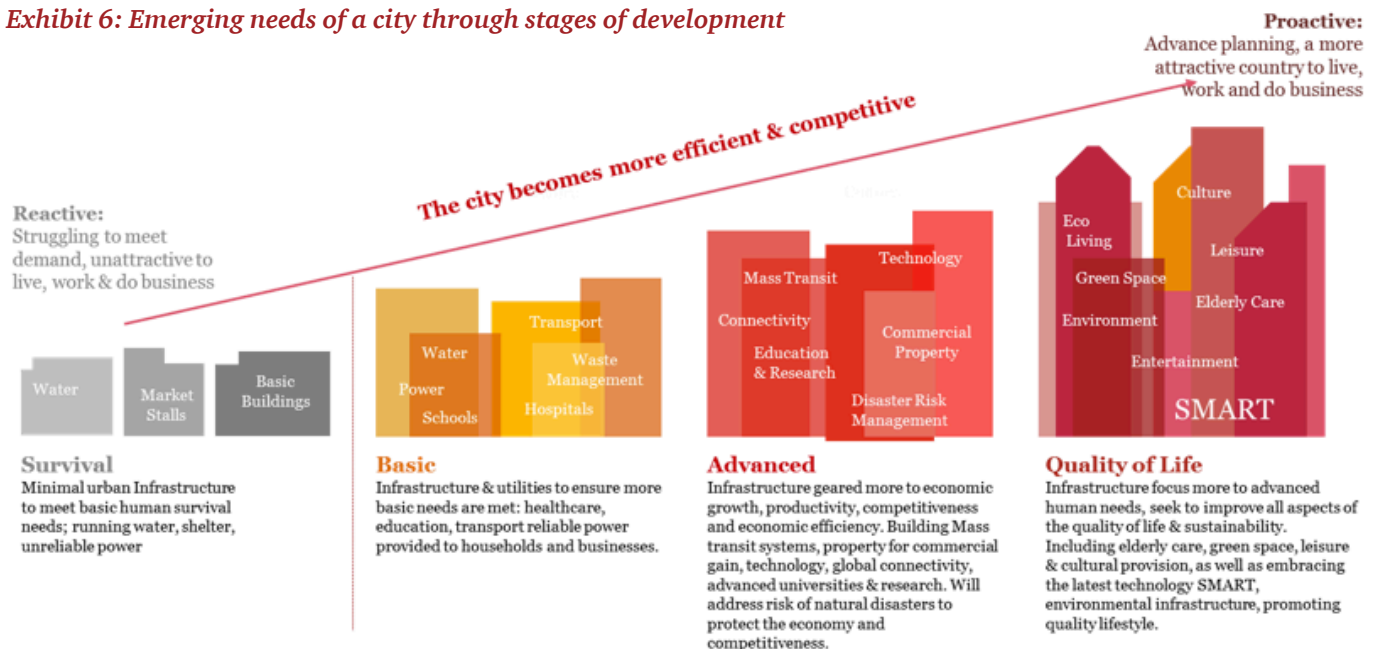 Exhibit 6: Emerging needs of a city through stages of development
Proactive:
Advance planning, a more
attractive country to live,
work and do business
The city becomes more efficient & competitive
Reactive:
Struggling to meet
demand, unattractive to
live, work & do business
Water
Market
Stalls
Basic
Buildings
Transport
Water
Waste
Management
Power
Schools
Hospitals
Technology
Mass Transit
Connectivity
Commercial
Property
Education
& Research
Disaster Risk
Management
Culture
Eco
Living
Leisure
Green Space
Elderly Care
Environment
Entertainment
SMART
Survival
Minimal urban Infrastructure
to meet basic human survival
needs; running water, shelter,
unreliable power
Basic
Infrastructure & utilities to ensure more
basic needs are met: healthcare,
education, transport reliable power
provided to households and businesses.
Advanced
Infrastructure geared more to economic
growth, productivity, competitiveness
and economic efficiency. Building Mass
transit systems, property for commercial
gain, technology, global connectivity,
advanced universities & research. Will
address risk of natural disasters to
protect the economy and
competitiveness.
Quality of Life
Infrastructure focus more to advanced
human needs, seek to improve all aspects of
the quality of life & sustainability.
Including elderly care, green space, leisure
& cultural provision, as well as embracing
the latest technology SMART,
environmental infrastructure, promoting
quality lifestyle.